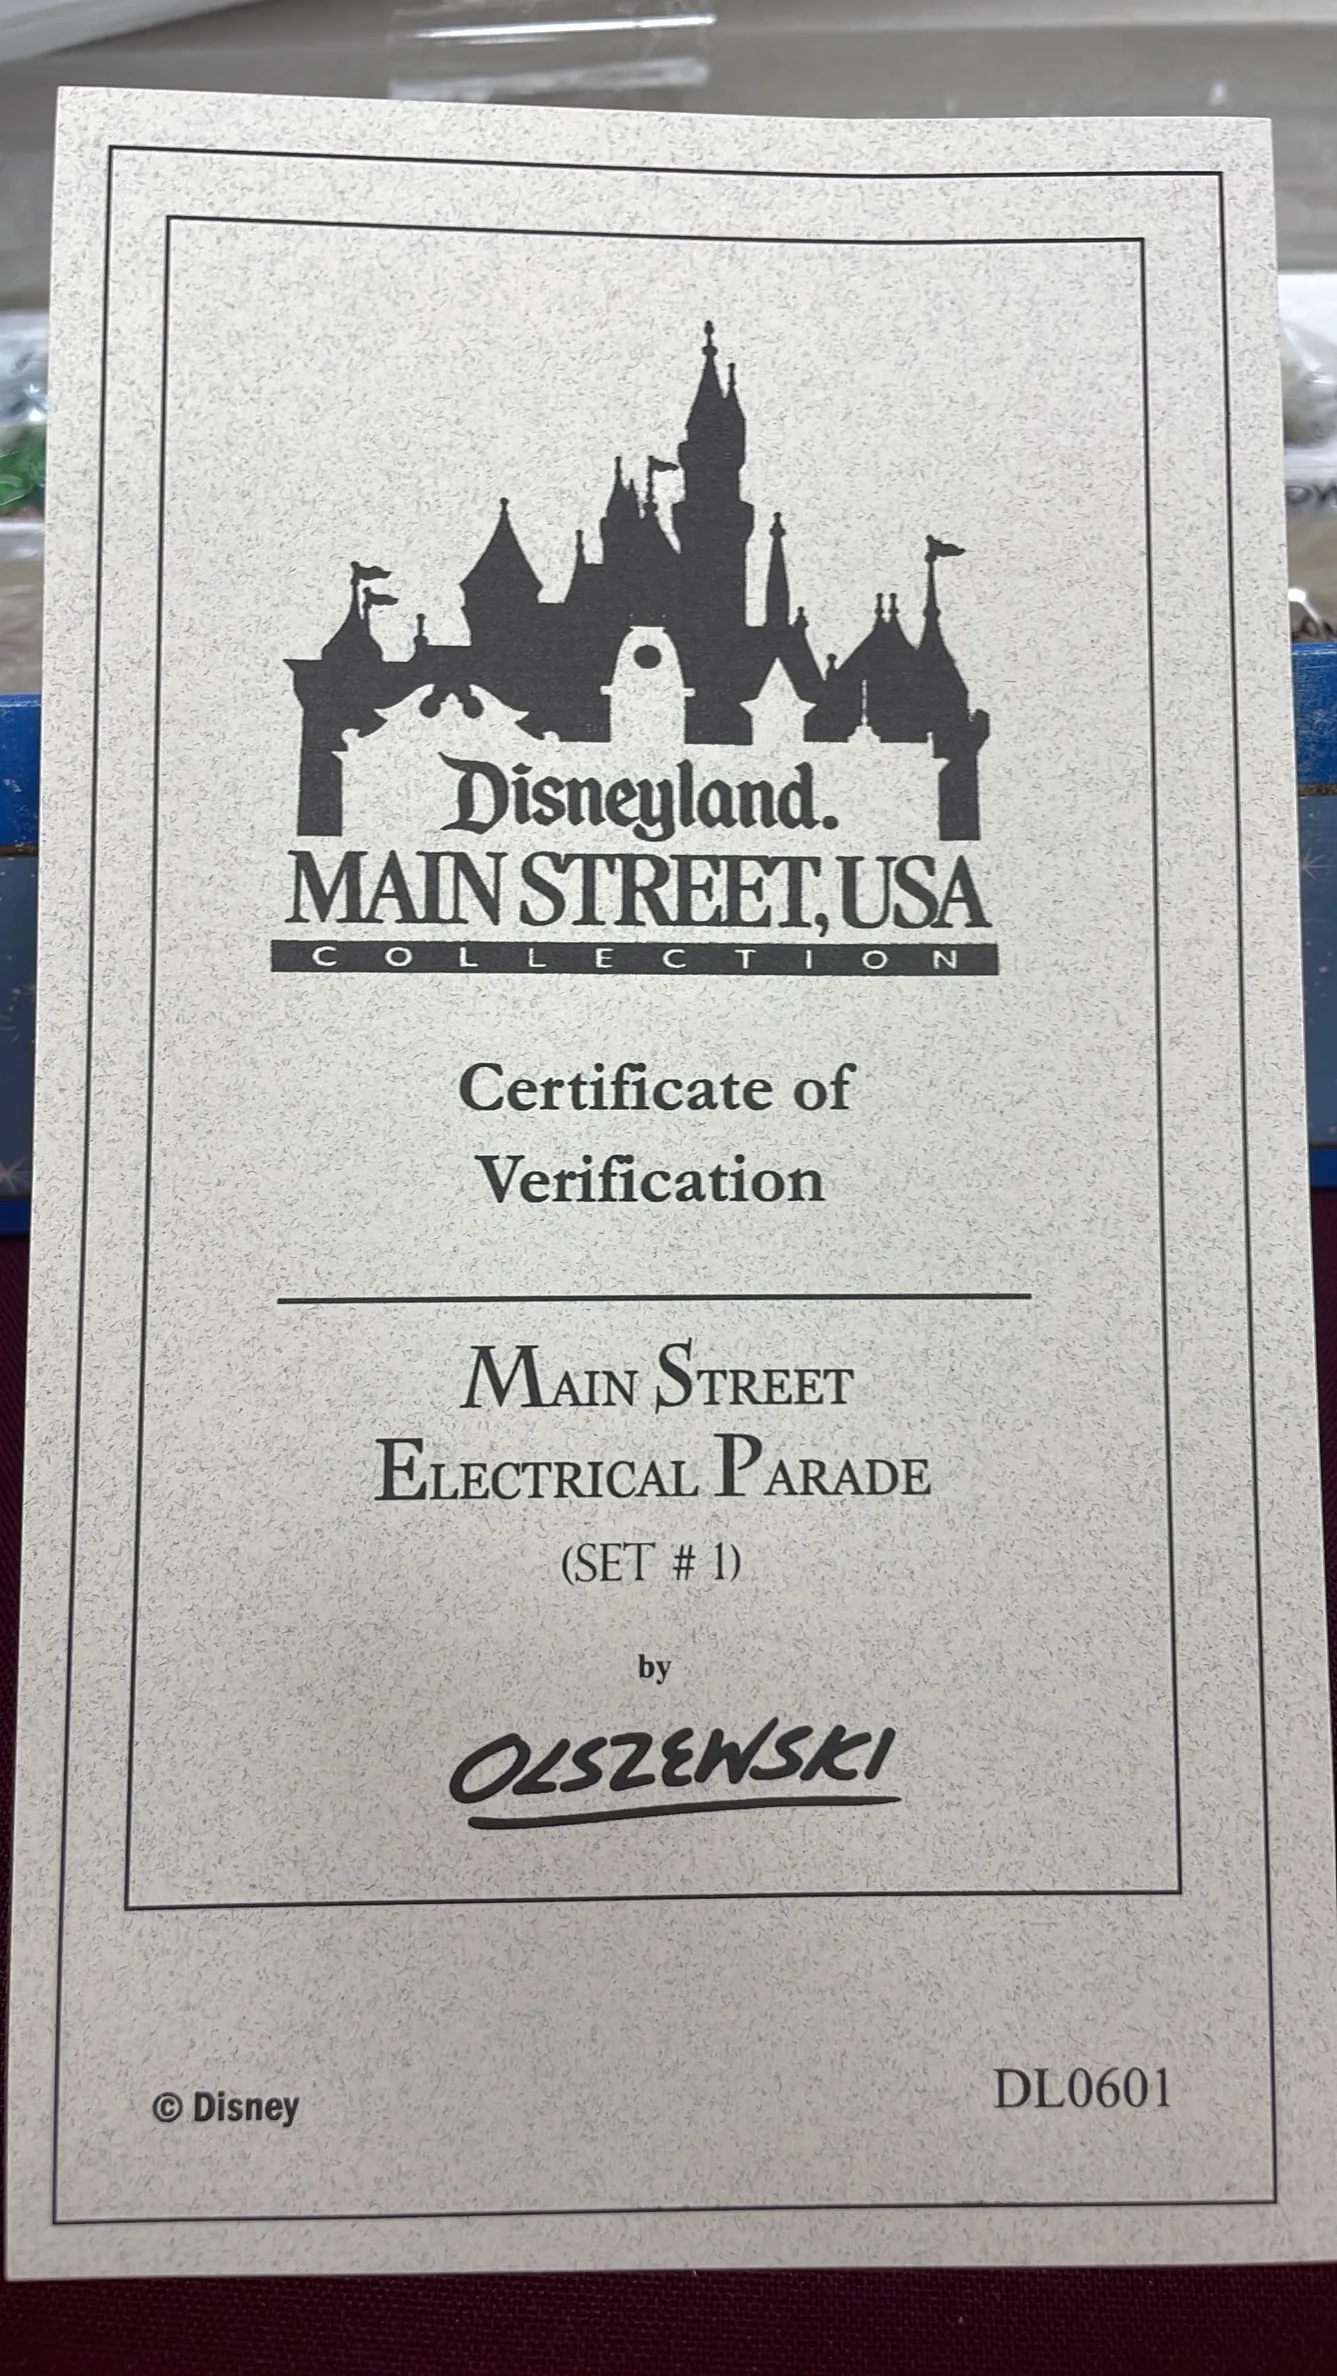 Disneyland.
MAIN STREET, USA
COLLECTION
Certificate of
Verification
MAIN STREET
ELECTRICAL PARADE
(SET # 1)
by
OLSZEWSKI
© Disney
DL0601